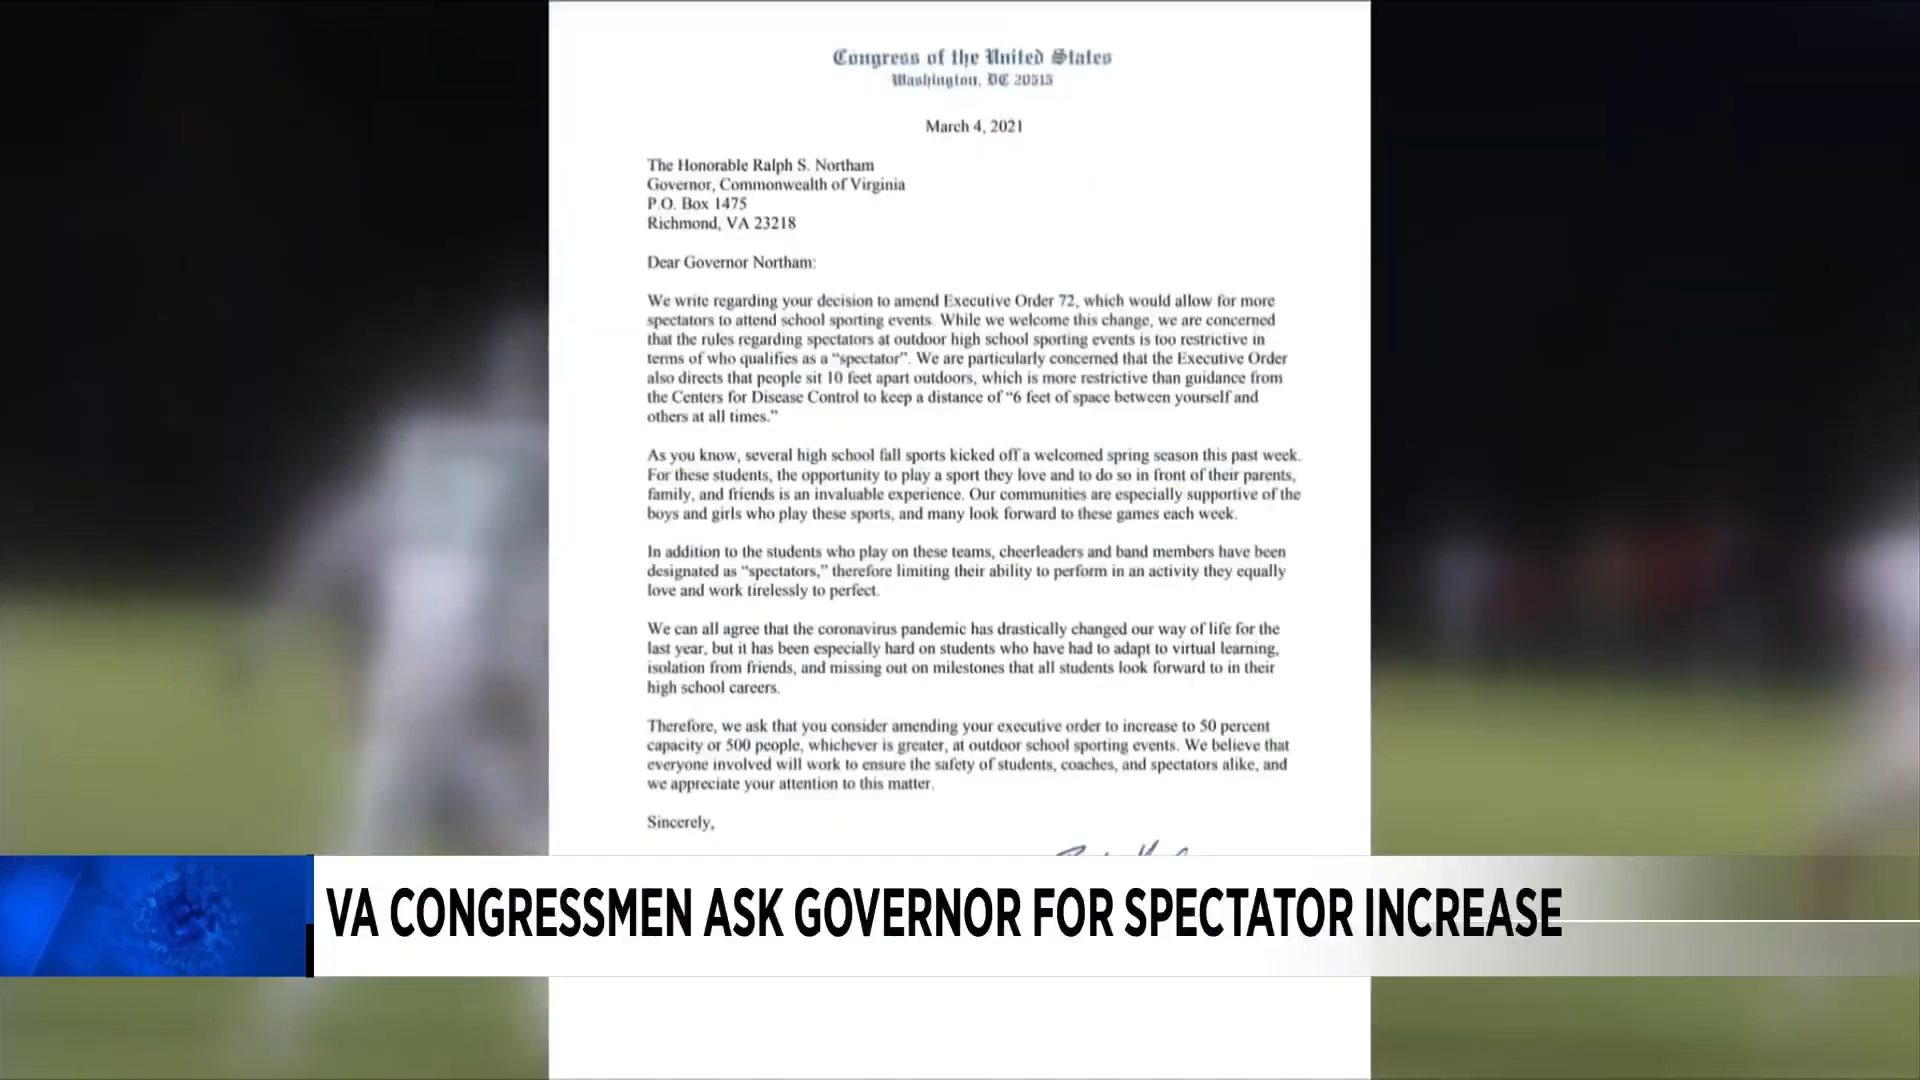 Congress of the United States
Washington, DC 20515
March 4, 2021
The Honorable Ralph S. Northam
Governor, Commonwealth of Virginia
P.O. Box 1475
Richmond, VA 23218
Dear Governor Northam:
We write regarding your decision to amend Executive Order 72, which would allow for more
spectators to attend school sporting events. While we welcome this change, we are concerned
that the rules regarding spectators at outdoor high school sporting events is too restrictive in
terms of who qualifies as a “spectator”. We are particularly concerned that the Executive Order
also directs that people sit 10 feet apart outdoors, which is more restrictive than guidance from
the Centers for Disease Control to keep a distance of “6 feet of space between yourself and
others at all times.”
As you know, several high school fall sports kicked off a welcomed spring season this past week.
For these students, the opportunity to play a sport they love and to do so in front of their parents,
family, and friends is an invaluable experience. Our communities are especially supportive of the
boys and girls who play these sports, and many look forward to these games each week.
In addition to the students who play on these teams, cheerleaders and band members have been
designated as “spectators,” therefore limiting their ability to perform in an activity they equally
love and work tirelessly to perfect.
We can all agree that the coronavirus pandemic has drastically changed our way of life for the
last year, but it has been especially hard on students who have had to adapt to virtual learning,
isolation from friends, and missing out on milestones that all students look forward to in their
high school careers.
Therefore, we ask that you consider amending your executive order to increase to 50 percent
capacity or 500 people, whichever is greater, at outdoor school sporting events. We believe that
everyone involved will work to ensure the safety of students, coaches, and spectators alike, and
we appreciate your attention to this matter.
Sincerely,
VA CONGRESSMEN ASK GOVERNOR FOR SPECTATOR INCREASE